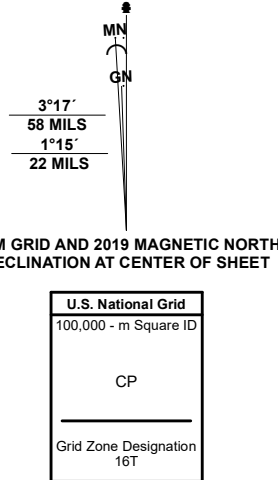 MN
GN
3°17´
58 MILS
1°15´
22 MILS
M GRID AND 2019 MAGNETIC NORTH
ECLINATION AT CENTER OF SHEET
U.S. National Grid
100,000 - m Square ID
CP
Grid Zone Designation
16T